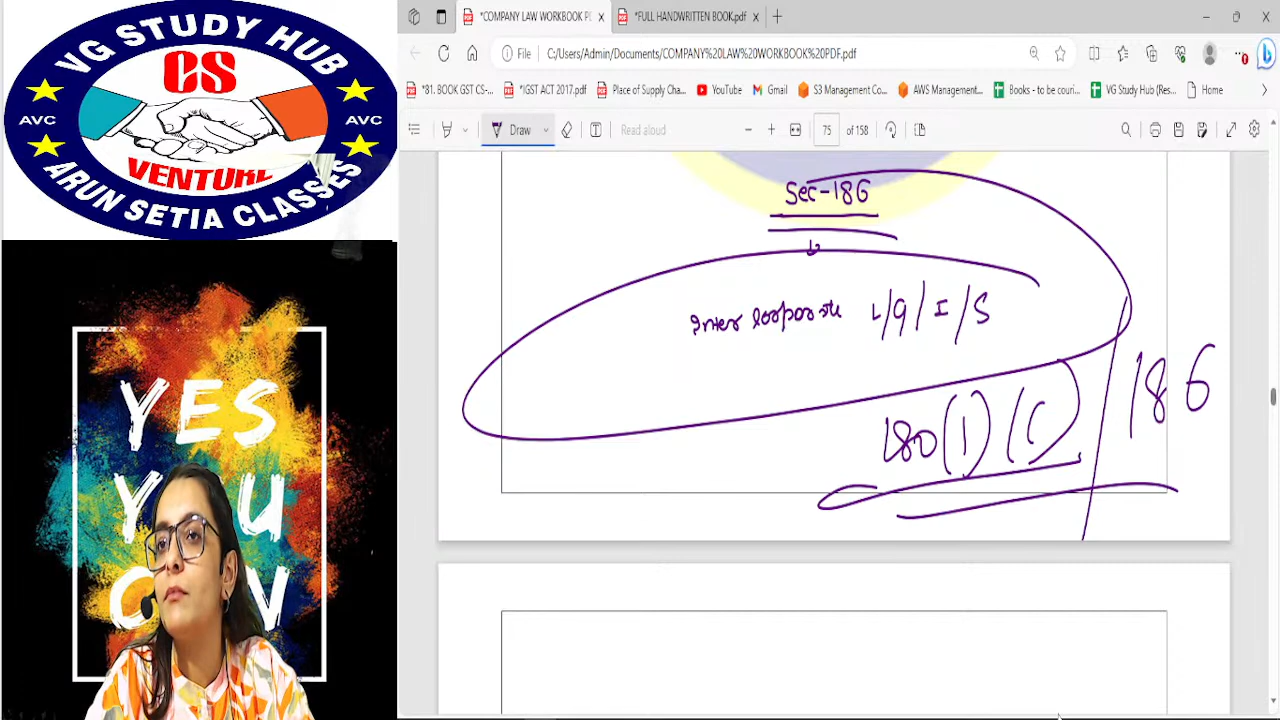 VG STUDY HUB
CS
AVC
AVC
VENTURE
ARUN SETIA CLASSES
YES
YOU
CAN
*COMPANY LAW WORKBOOK PD
*FULL HANDWRITTEN BOOK.pdf
File
C:/Users/Admin/Documents/COMPANY%20LAW%20WORKBOOK%20PDF.pdf
*81. BOOK GST CS-...
*IGST ACT 2017.pdf
Place of Supply Cha...
YouTube
Gmail
S3 Management Co...
AWS Management...
Books - to be couri...
VG Study Hub (Res...
Home
Draw
Read aloud
75 of 158
Sec-186
Inter Corporate L/G/I/S
180(1)(C)
186